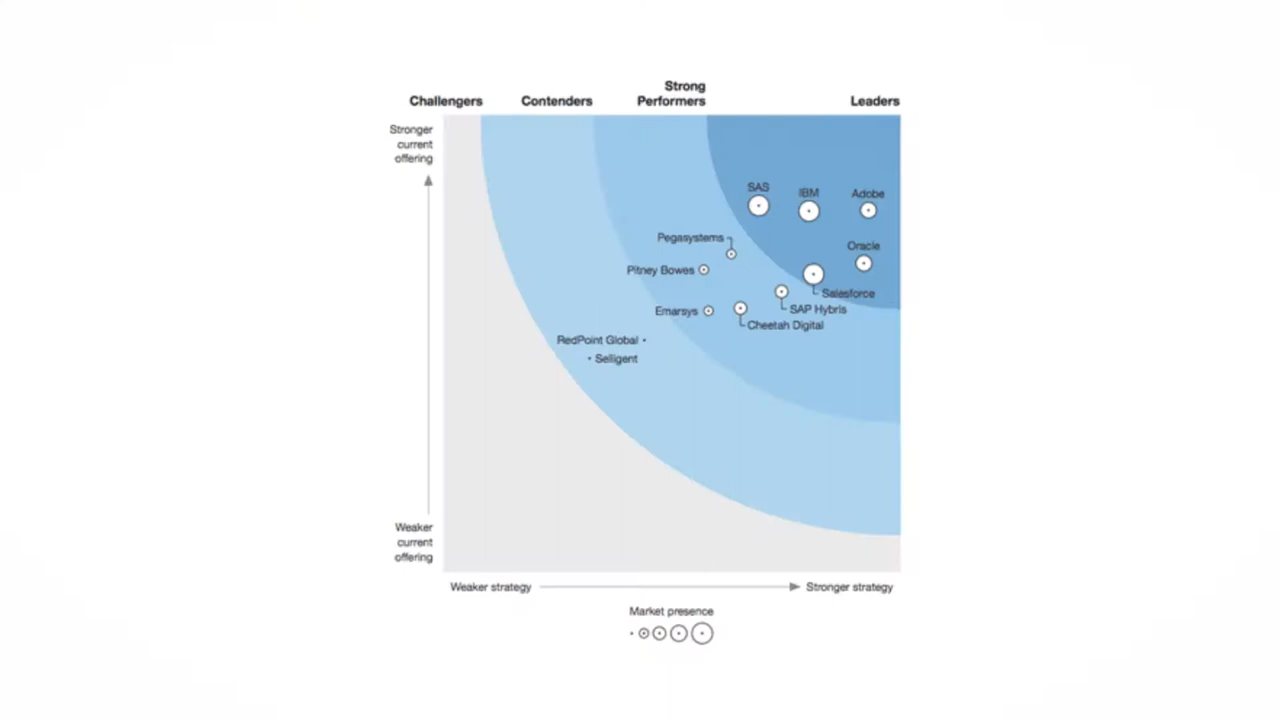 Strong
Challengers Contenders Performers Leaders
Stronger
current
offering
SAS
IBM
Adobe
Pegasystems
Oracle
Pitney Bowes
Salesforce
SAP Hybris
Emarsys
Cheetah Digital
RedPoint Global
Selligent
Weaker
current
offering
Weaker strategy
Stronger strategy
Market presence